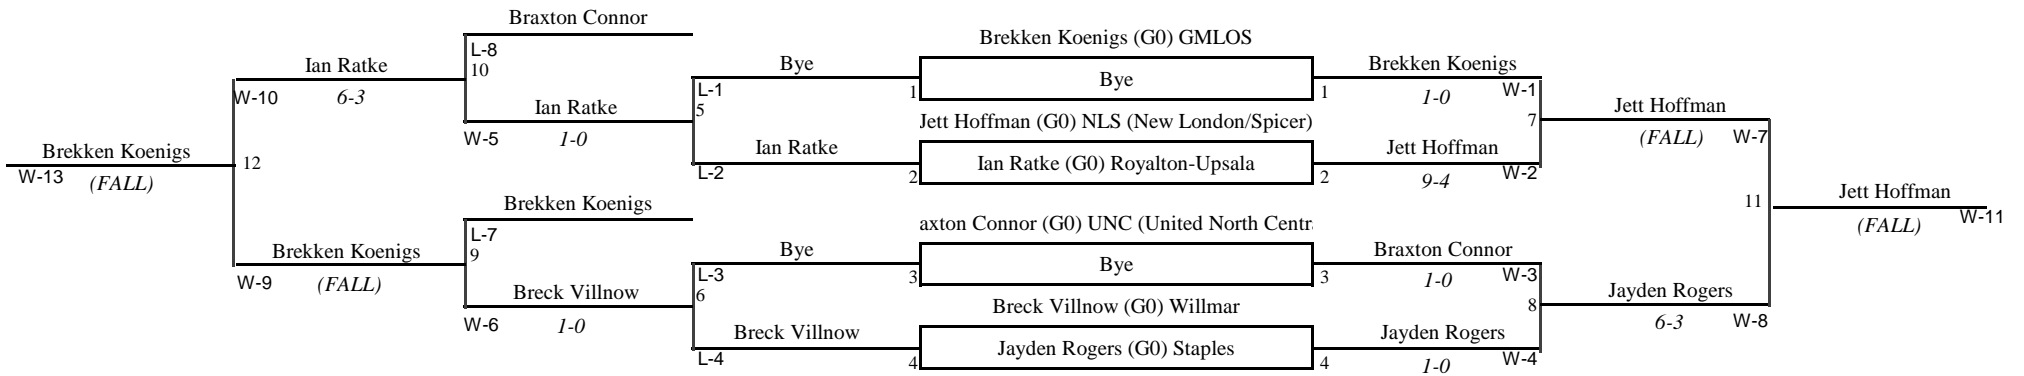 Braxton Connor
L-8
10
Ian Ratke
W-10
6-3
Ian Ratke
W-5
1-0
Brekken Koenigs
W-13
(FALL)
12
Brekken Koenigs
L-7
9
Brekken Koenigs
W-9
(FALL)
Breck Villnow
W-6
1-0
Bye
L-1
5
1
Ian Ratke
L-2
2
Bye
L-3
6
3
Breck Villnow
L-4
4
Brekken Koenigs (G0) GMLOS
Bye
Jett Hoffman (G0) NLS (New London/Spicer)
Ian Ratke (G0) Royalton-Upsala
axton Connor (G0) UNC (United North Centr
Bye
Breck Villnow (G0) Willmar
Jayden Rogers (G0) Staples
Brekken Koenigs
1
1-0
W-1
7
Jett Hoffman
2
9-4
W-2
Braxton Connor
3
1-0
W-3
8
Jayden Rogers
4
1-0
W-4
Jett Hoffman
(FALL)
W-7
11
Jayden Rogers
6-3
W-8
Jett Hoffman
(FALL)
W-11